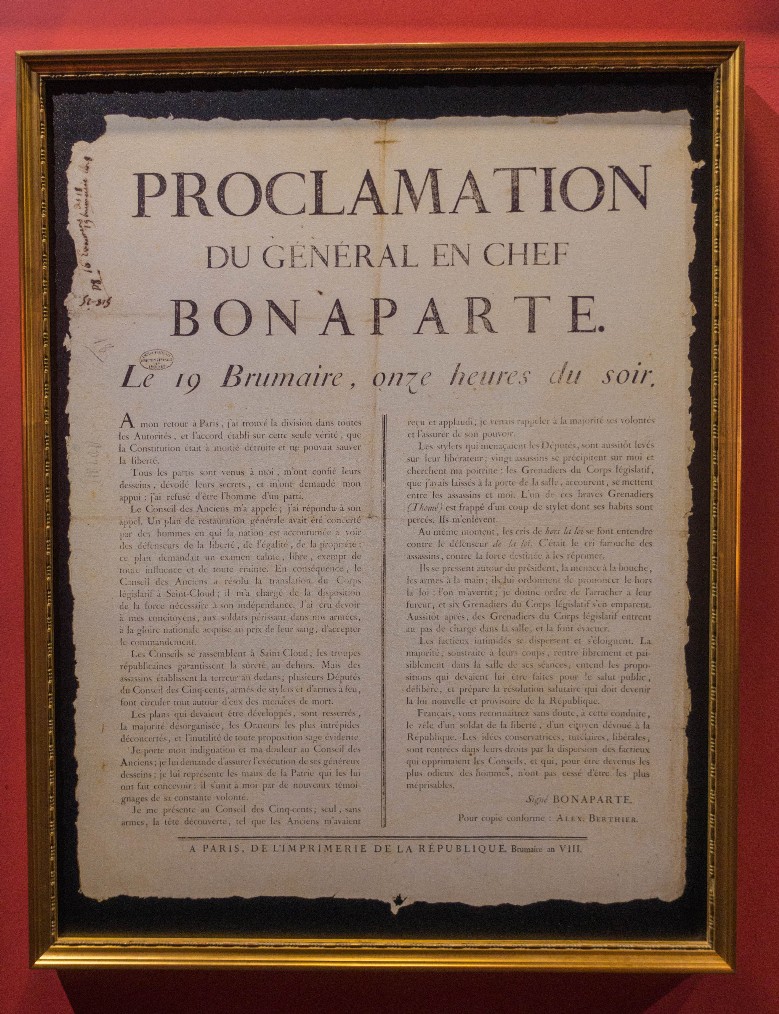 PROCLAMATION
DU GÉNÉRAL EN CHEF
BONAPARTE.
Le 19 Brumaire, onze heures du soir.
A mon retour à Paris, j'ai trouvé la division dans toutes
les Autorités, et l'accord établi sur cette seule vérité, que
la Constitution était à moitié détruite et ne pouvait sauver
la liberté.
Tous les partis sont venus à moi, m'ont confié leurs
desseins, dévoilé leurs secrets, et m'ont demandé mon
appui : j'ai refusé d'être l'homme d'un parti.
Le Conseil des Anciens m'a appelé ; j'ai répondu à son
appel. Un plan de restauration générale avait été concerté
par des hommes en qui la nation est accoutumée à voir
des défenseurs de la liberté, de l'égalité, de la propriété :
ce plan demandait un examen calme, libre, exempt de
toute influence et de toute crainte. En conséquence, le
Conseil des Anciens a résolu la translation du Corps
législatif à Saint-Cloud ; il m'a chargé de la disposition
de la force nécessaire à son indépendance. J'ai cru devoir
à mes concitoyens, aux soldats périssant dans nos armées,
à la gloire nationale acquise au prix de leur sang, d'accepter
le commandement.
Les Conseils se rassemblent à Saint-Cloud ; les troupes
républicaines garantissent la sûreté au dehors. Mais des
assassins établissent la terreur au dedans ; plusieurs Députés
du Conseil des Cinq-cents, armés de stylets et d'armes à feu,
font circuler tout autour d'eux des menaces de mort.
Les plans qui devaient être développés, sont resserrés,
la majorité désorganisée, les Orateurs les plus intrépides
déconcertés, et l'inutilité de toute proposition sage évidente.
Je porte mon indignation et ma douleur au Conseil des
Anciens ; je lui demande d'assurer l'exécution de ses généreux
desseins ; je lui représente les maux de la Patrie qui les lui
ont fait concevoir : il s'unit à moi par de nouveaux témoi-
gnages de sa constante volonté.
Je me présente au Conseil des Cinq-cents ; seul, sans
armes, la tête découverte, tel que les Anciens m'avaient
reçu et applaudi, je venais rappeler à la majorité ses volontés
et l'assurer de son pouvoir.
Les stylets qui menaçaient les Députés, sont aussitôt levés
sur leur libérateur ; vingt assassins se précipitent sur moi et
cherchent ma poitrine : les Grenadiers du Corps législatif,
que j'avais laissés à la porte de la salle, accourent, se mettent
entre les assassins et moi. L'un de ces braves Grenadiers
(Thomé) est frappé d'un coup de stylet dont ses habits sont
percés. Ils m'enlèvent.
Au même moment, les cris de hors la loi se font entendre
contre le défenseur de la loi. C'était le cri farouche des
assassins, contre la force destinée à les réprimer.
Ils se pressent autour du président, la menace à la bouche,
les armes à la main ; ils lui ordonnent de prononcer le hors
la loi : l'on m'avertit ; je donne ordre de l'arracher à leur
fureur, et six Grenadiers du Corps législatif s'en emparent.
Aussitôt après, des Grenadiers du Corps législatif entrent
au pas de charge dans la salle, et la font évacuer.
Les factieux intimidés se dispersent et s'éloignent. La
majorité, soustraite à leurs coups, rentre librement et pai-
siblement dans la salle de ses séances, entend les propo-
sitions qui devaient lui être faites pour le salut public,
délibère, et prépare la résolution salutaire qui doit devenir
la loi nouvelle et provisoire de la République.
Français, vous reconnaîtrez sans doute, à cette conduite,
le zèle d'un soldat de la liberté, d'un citoyen dévoué à la
République. Les idées conservatrices, tutélaires, libérales,
sont rentrées dans leurs droits par la dispersion des factieux
qui opprimaient les Conseils, et qui, pour être devenus les
plus odieux des hommes, n'ont pas cessé d'être les plus
méprisables.
Signé BONAPARTE.
Pour copie conforme : ALEX. BERTHIER.
A PARIS, DE L'IMPRIMERIE DE LA RÉPUBLIQUE. Brumaire an VIII.